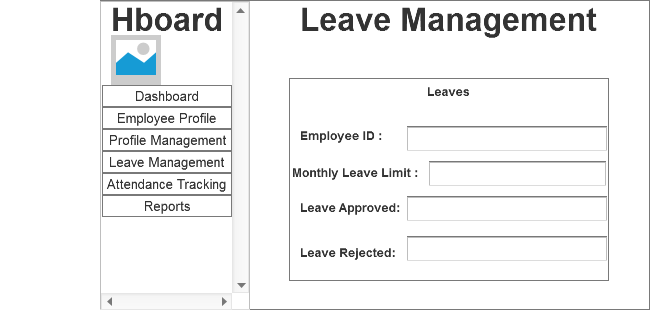 Hboard
Dashboard
Employee Profile
Profile Management
Leave Management
Attendance Tracking
Reports
Leave Management
Leaves
Employee ID :
Monthly Leave Limit :
Leave Approved:
Leave Rejected: